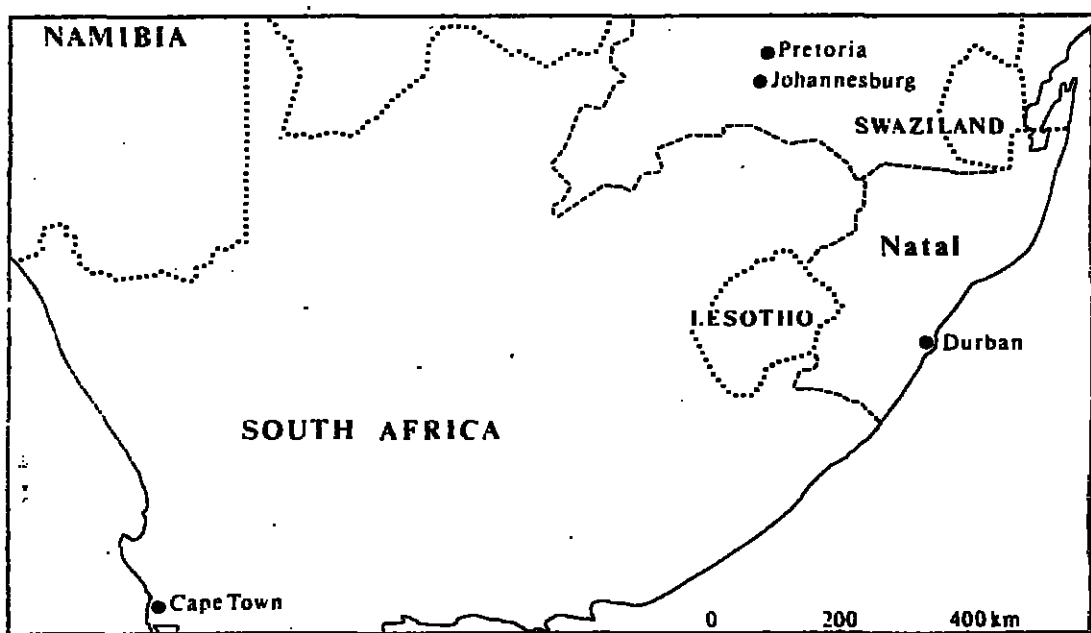 NAMIBIA
Pretoria
Johannesburg
SWAZILAND
Natal
LESOTHO
Durban
SOUTH AFRICA
Cape Town
0 200 400 km